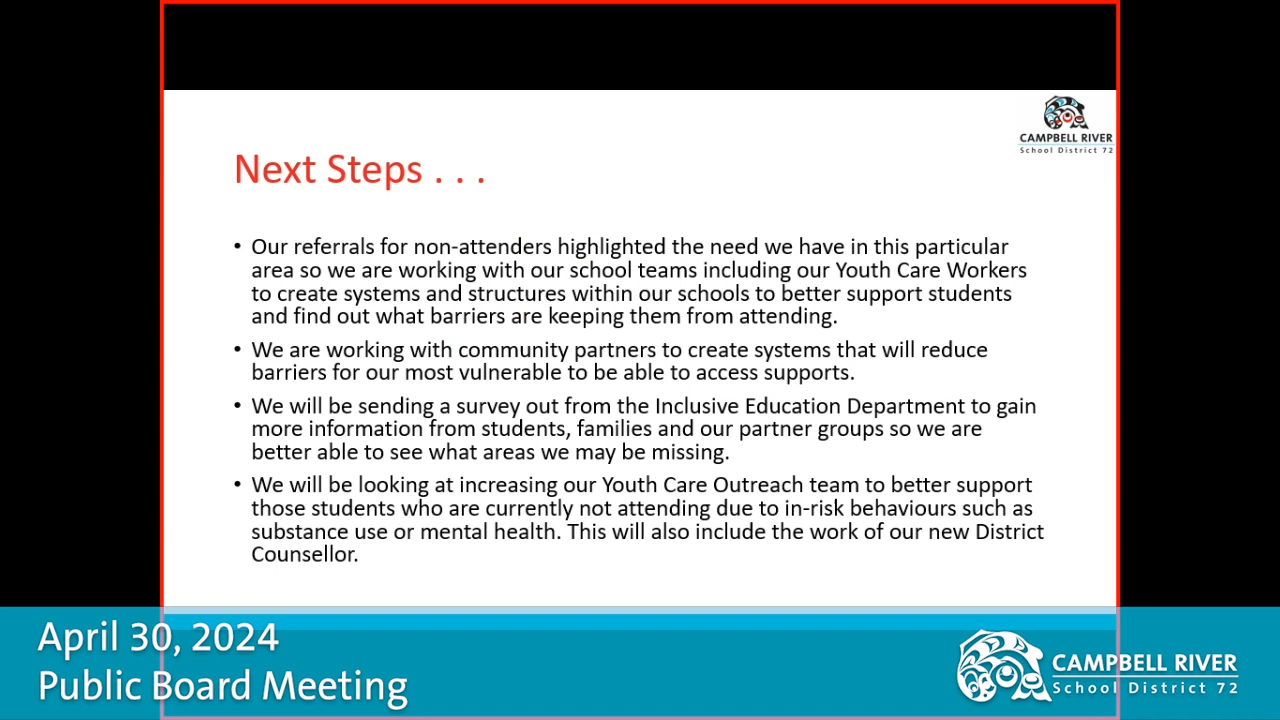 CAMPBELL RIVER
School District 72
Next Steps . . .
• Our referrals for non-attenders highlighted the need we have in this particular
area so we are working with our school teams including our Youth Care Workers
to create systems and structures within our schools to better support students
and find out what barriers are keeping them from attending.
• We are working with community partners to create systems that will reduce
barriers for our most vulnerable to be able to access supports.
• We will be sending a survey out from the Inclusive Education Department to gain
more information from students, families and our partner groups so we are
better able to see what areas we may be missing.
• We will be looking at increasing our Youth Care Outreach team to better support
those students who are currently not attending due to in-risk behaviours such as
substance use or mental health. This will also include the work of our new District
Counsellor.
April 30, 2024
Public Board Meeting
CAMPBELL RIVER
School District 72